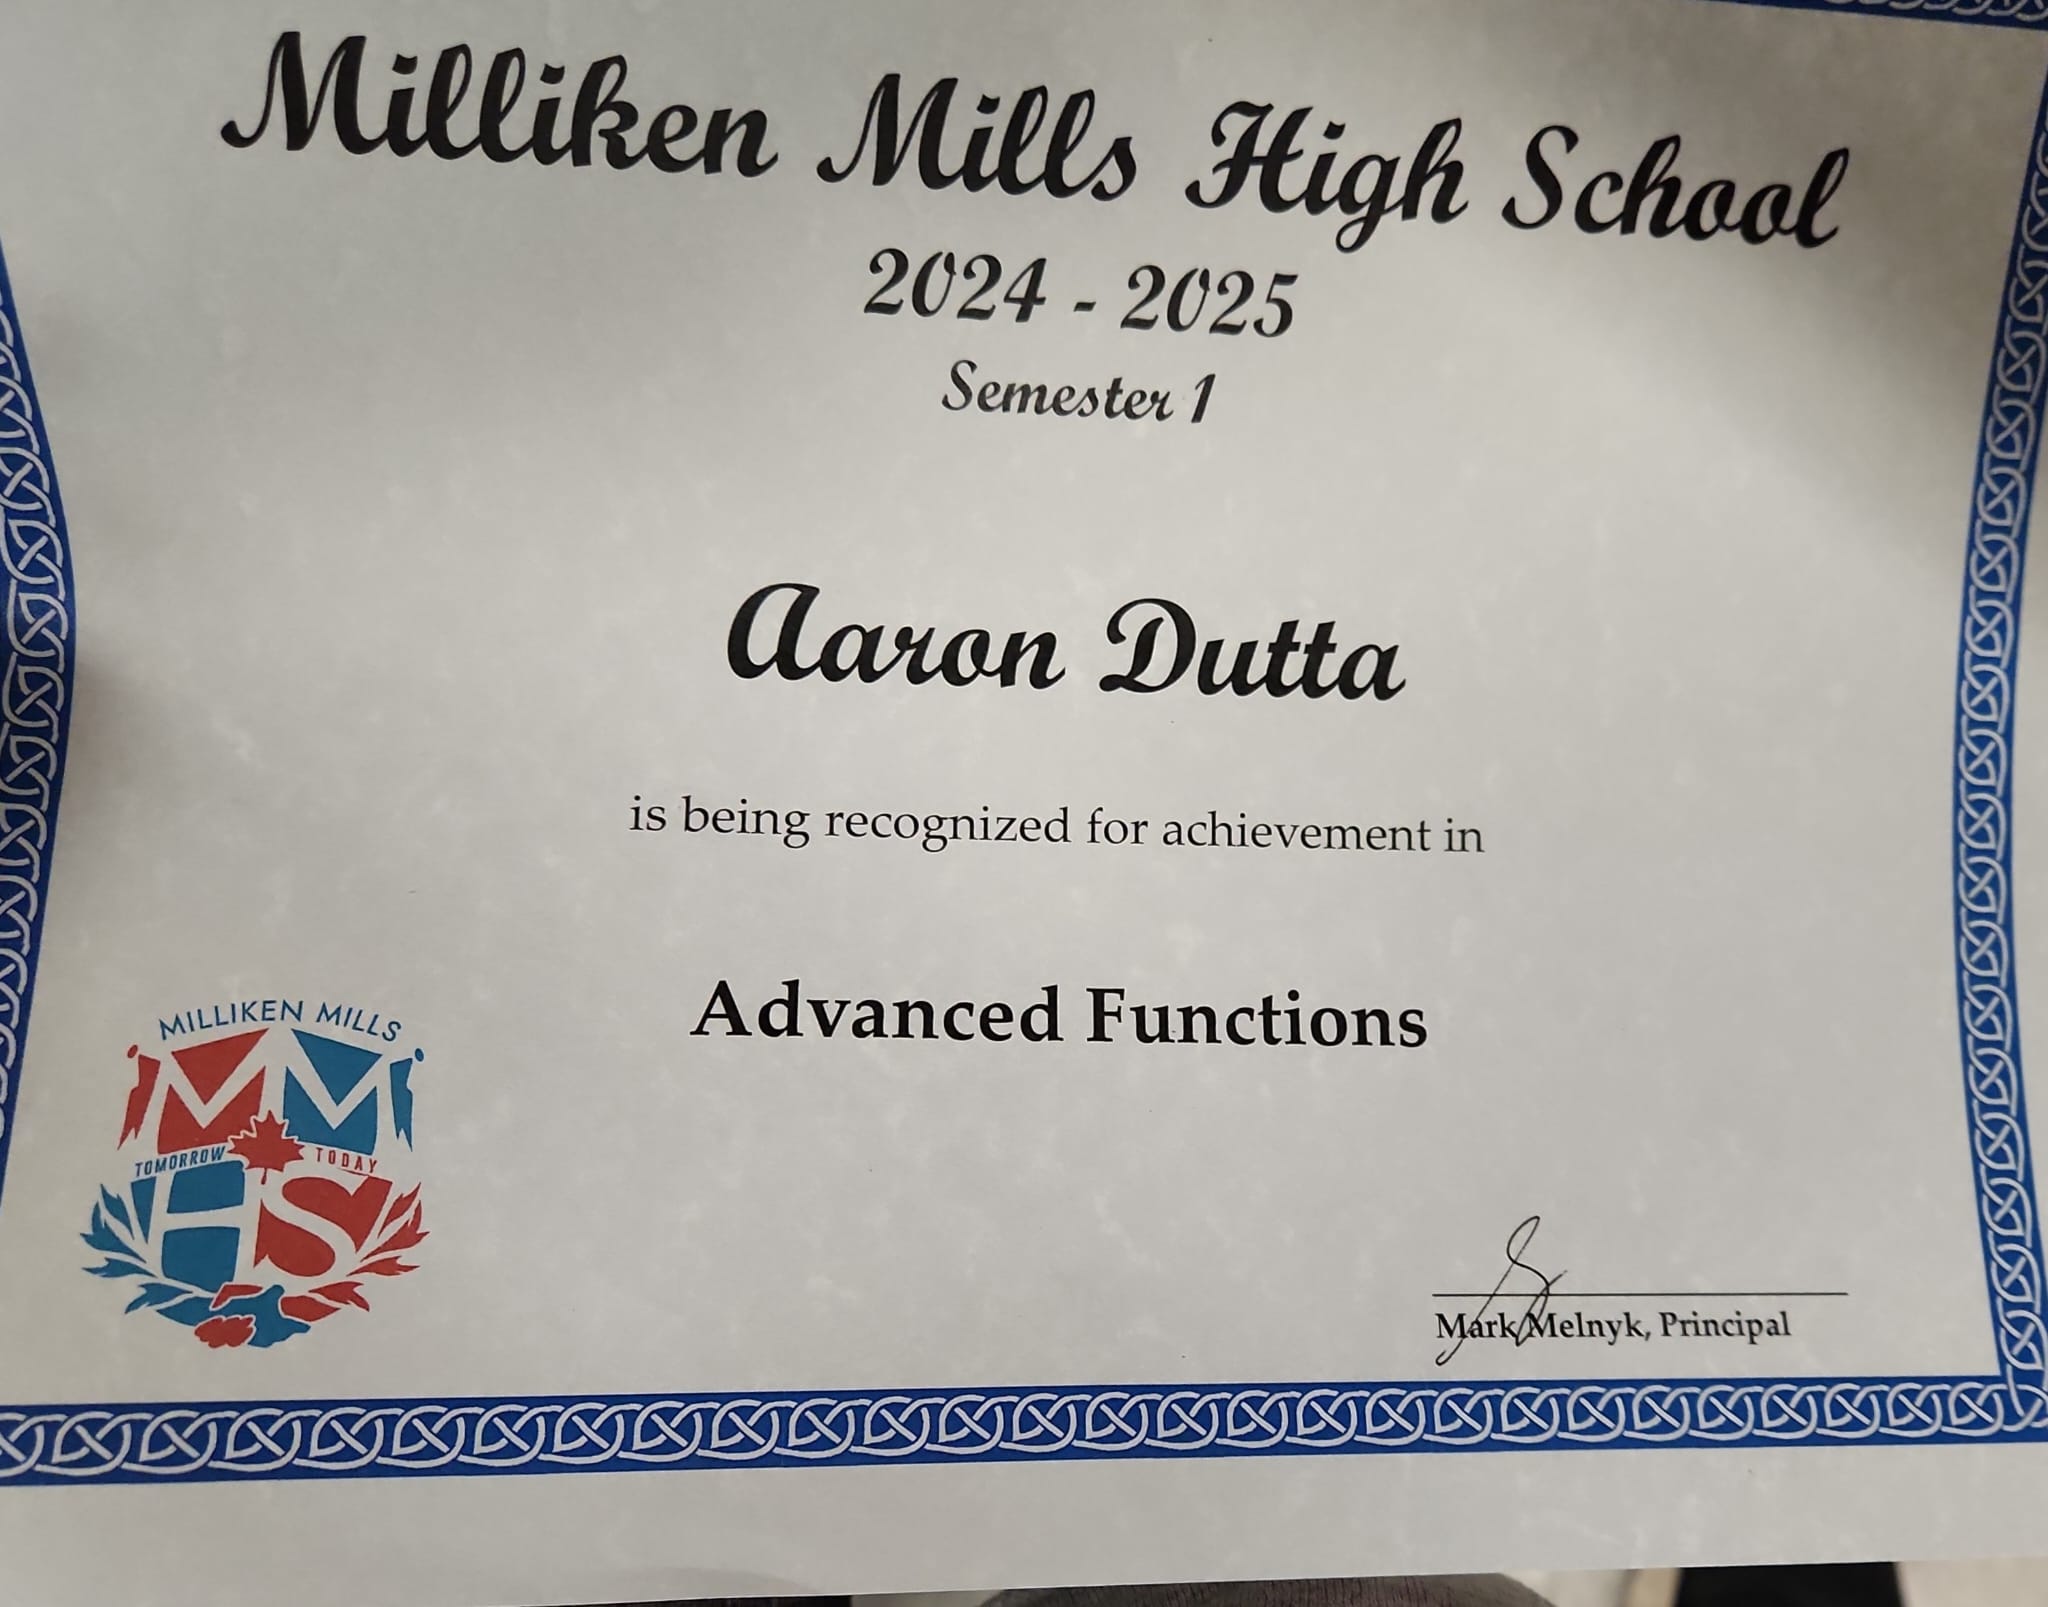 Milliken Mills High School
2024 - 2025
Semester 1
Aaron Dutta
is being recognized for achievement in
Advanced Functions
MILLIKEN MILLS
MM
TOMORROW TODAY
HS
Mark Melnyk, Principal